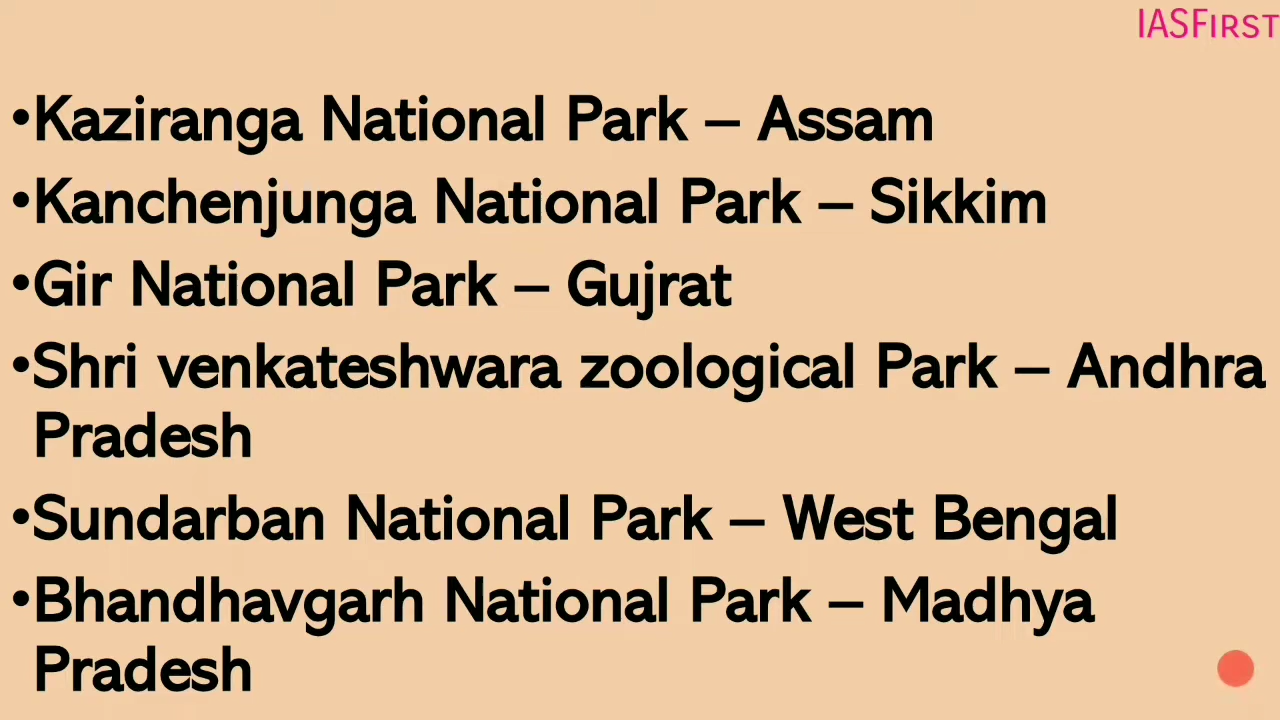 IASFIRST
•Kaziranga National Park – Assam
•Kanchenjunga National Park – Sikkim
•Gir National Park – Gujrat
•Shri venkateshwara zoological Park – Andhra
Pradesh
•Sundarban National Park – West Bengal
•Bhandhavgarh National Park – Madhya
Pradesh